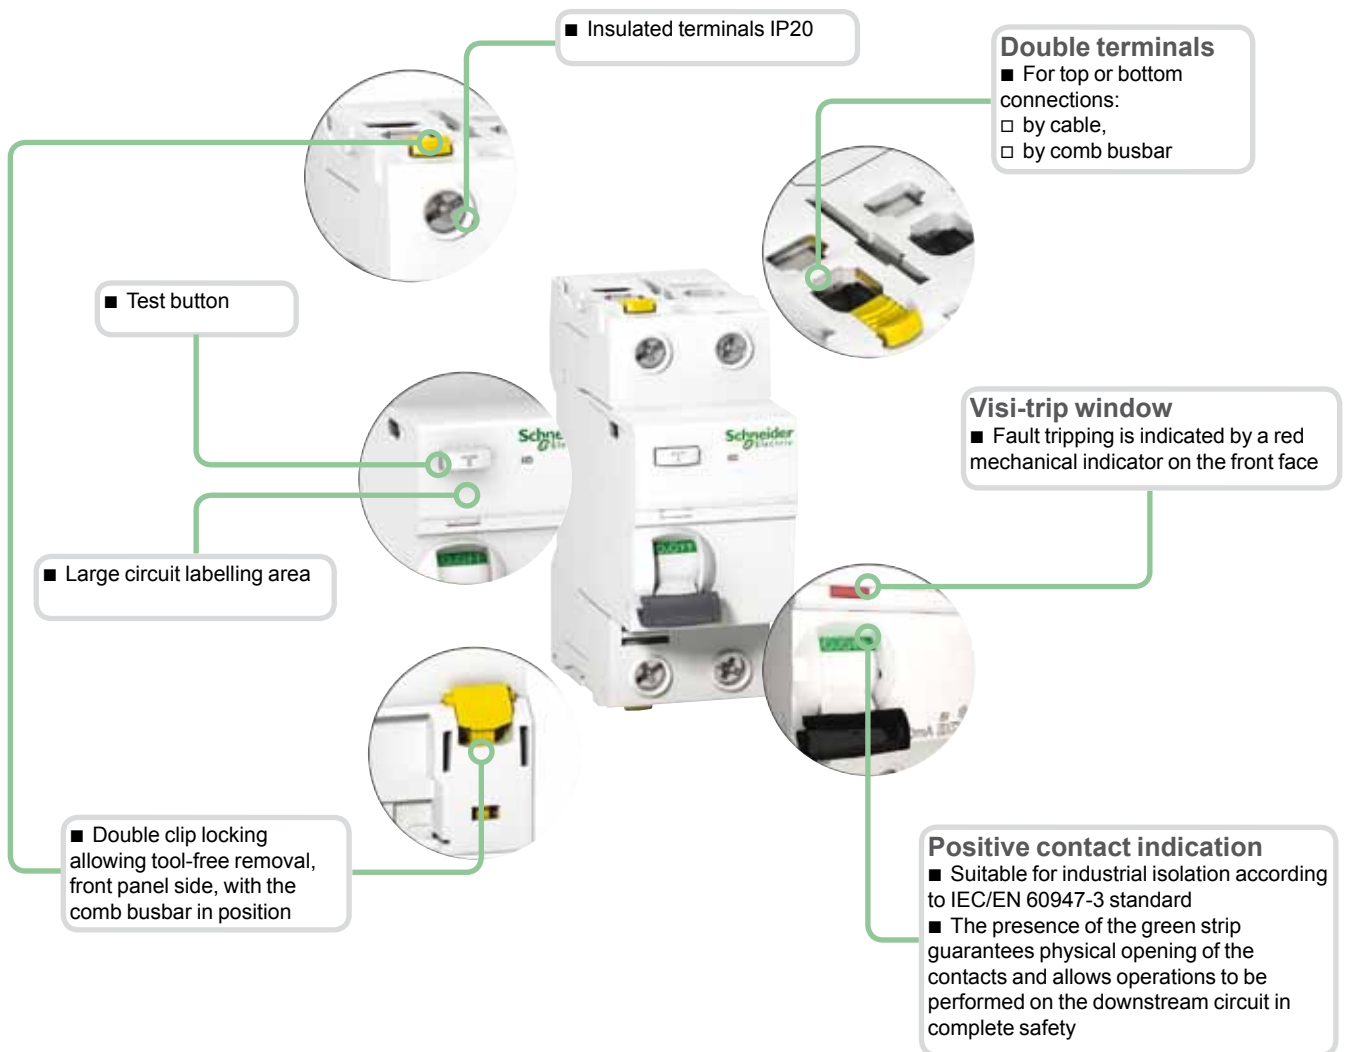 ■ Insulated terminals IP20
Double terminals
■ For top or bottom
connections:
□ by cable,
□ by comb busbar
■ Test button
Schne
Schneider
Electric
Visi-trip window
■ Fault tripping is indicated by a red
mechanical indicator on the front face
■ Large circuit labelling area
O.OFF
■ Double clip locking
allowing tool-free removal,
front panel side, with the
comb busbar in position
Positive contact indication
■ Suitable for industrial isolation according
to IEC/EN 60947-3 standard
■ The presence of the green strip
guarantees physical opening of the
contacts and allows operations to be
performed on the downstream circuit in
complete safety